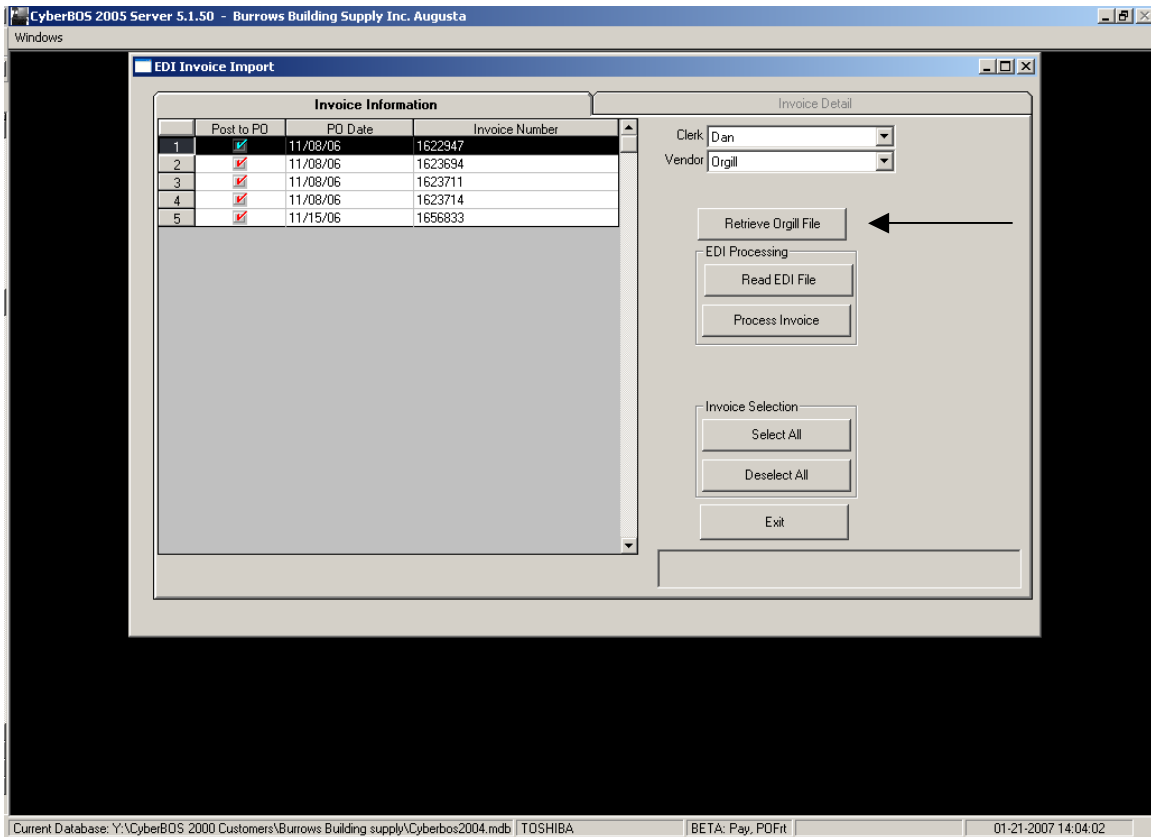 CyberBOS 2005 Server 5.1.50 - Burrows Building Supply Inc. Augusta
Windows
EDI Invoice Import
Invoice Information
Invoice Detail
Post to PO PO Date Invoice Number
1 11/08/06 1622947
2 11/08/06 1623694
3 11/08/06 1623711
4 11/08/06 1623714
5 11/15/06 1656833
Clerk Dan
Vendor Orgill
Retrieve Orgill File
EDI Processing
Read EDI File
Process Invoice
Invoice Selection
Select All
Deselect All
Exit
Current Database: Y:\CyberBOS 2000 Customers\Burrows Building supply\Cyberbos2004.mdb TOSHIBA BETA: Pay, POFrt 01-21-2007 14:04:02